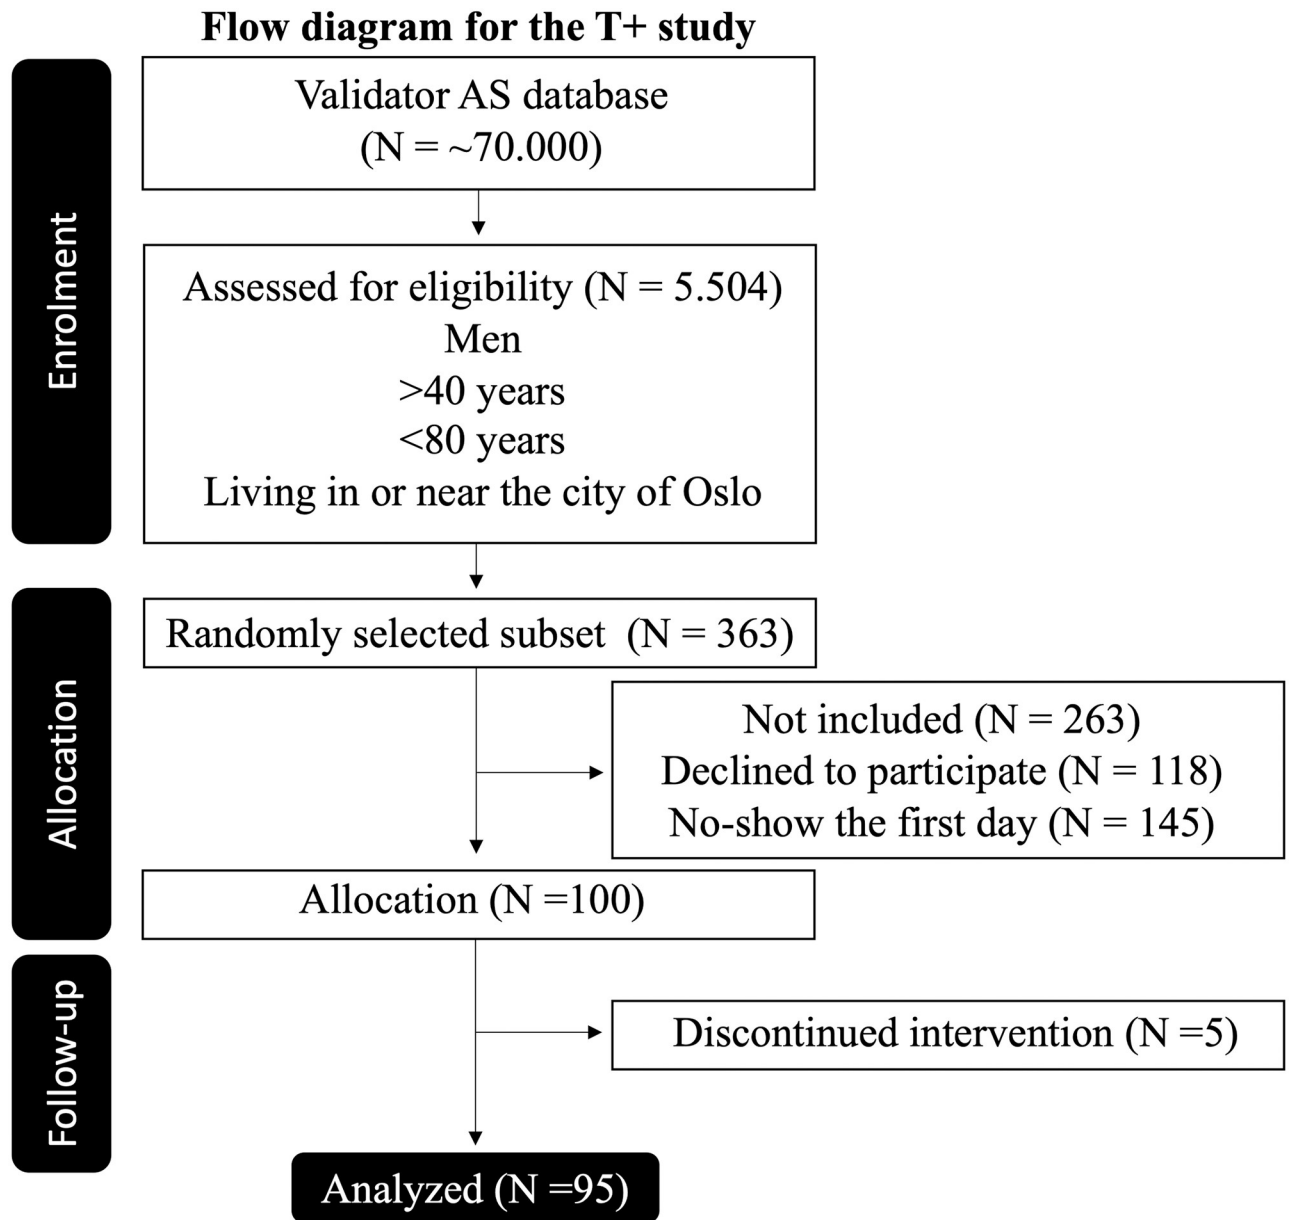 Flow diagram for the T+ study
Enrolment
Validator AS database
(N = ~70.000)
Assessed for eligibility (N = 5.504)
Men
>40 years
<80 years
Living in or near the city of Oslo
Allocation
Randomly selected subset (N = 363)
Not included (N = 263)
Declined to participate (N = 118)
No-show the first day (N = 145)
Allocation (N =100)
Follow-up
Discontinued intervention (N =5)
Analyzed (N =95)